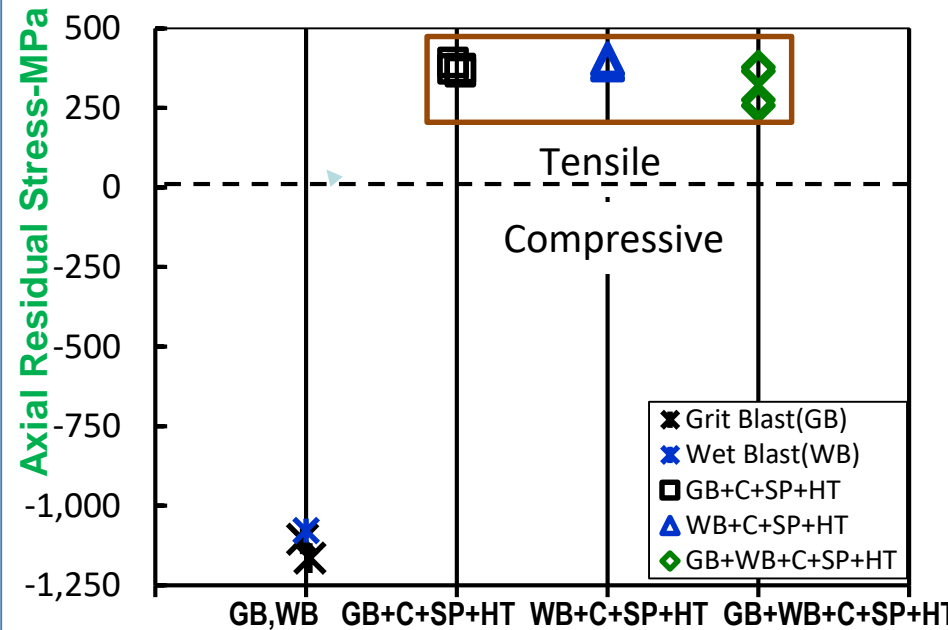 Axial Residual Stress-MPa
500
250
0
-250
-500
-750
-1,000
-1,250
Tensile
Compressive
Grit Blast(GB)
Wet Blast(WB)
GB+C+SP+HT
WB+C+SP+HT
GB+WB+C+SP+HT
GB,WB GB+C+SP+HT WB+C+SP+HT GB+WB+C+SP+HT